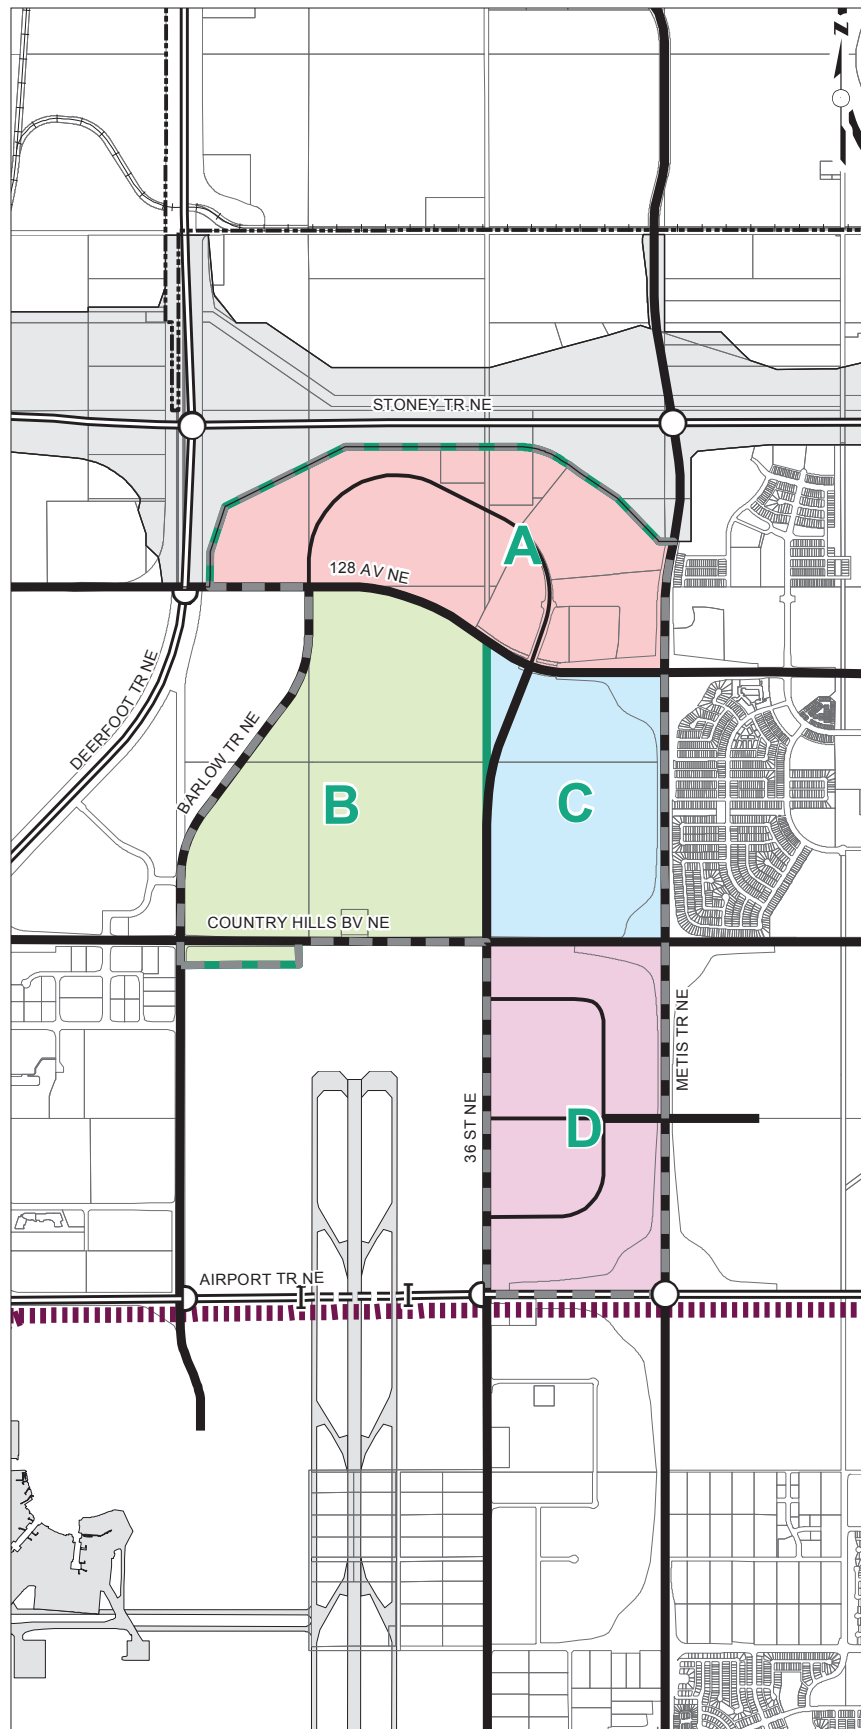 N
STONEY TR NE
A
128 AV NE
DEERFOOT TR NE
BARLOW TR NE
B
C
COUNTRY HILLS BV NE
METIS TR NE
36 ST NE
D
AIRPORT TR NE